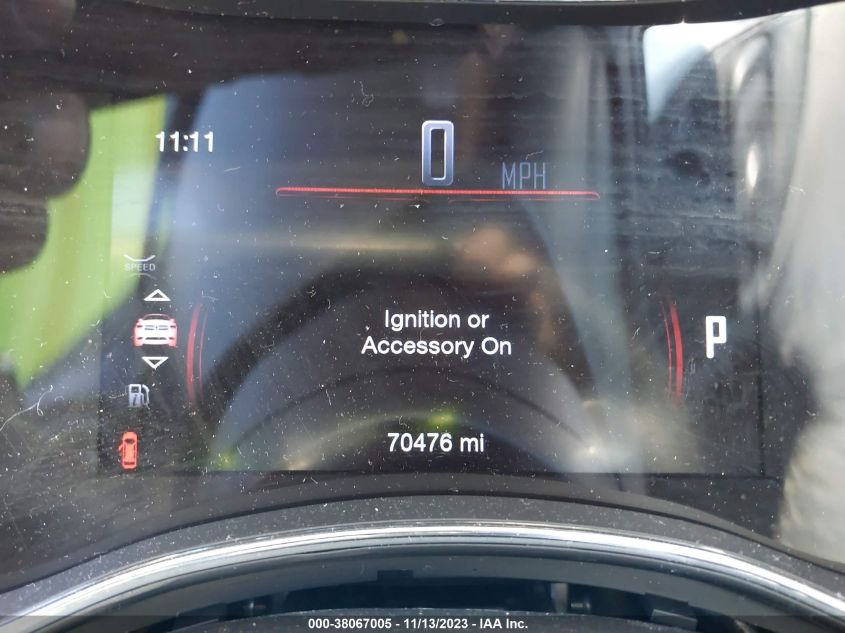 11:11
0
MPH
SPEED
Ignition or
Accessory On
P
70476 mi
000-38067005 - 11/13/2023 - IAA Inc.